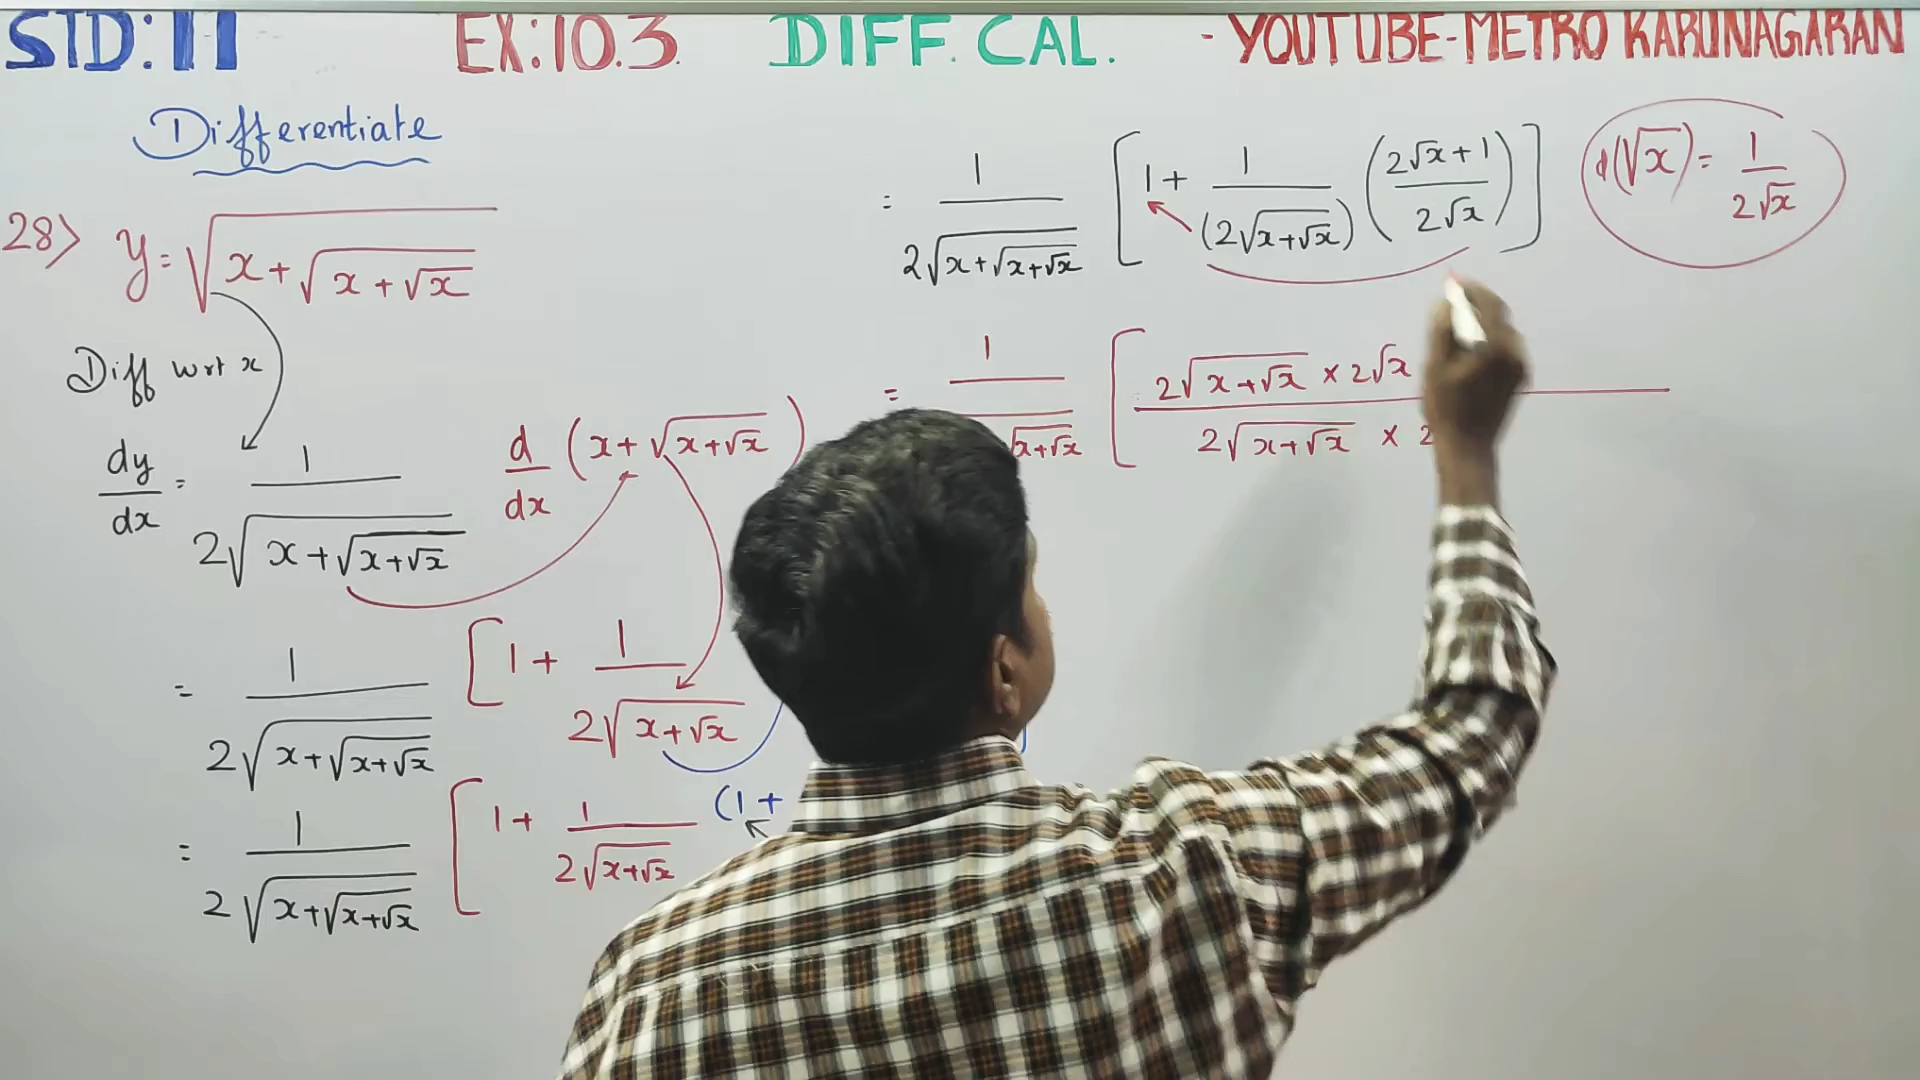 STD: 11 EX: 10.3. DIFF. CAL. - YOUTUBE-METRO KARUNAGARAN
Differentiate
28> y = √(x + √(x + √x))
Diff wrt x
dy/dx = 1/(2√(x + √(x+√x))) d/dx (x + √(x+√x))
= 1/(2√(x+√(x+√x))) [1 + 1/(2√(x+√x))
= 1/(2√(x+√(x+√x))) [1 + 1/(2√(x+√x)) (1 +
= 1/(2√(x+√(x+√x))) [1 + 1/(2√(x+√x)) ((2√x + 1)/(2√x))]
d(√x) = 1/(2√x)
= 1/√(x+√x) [(2√(x+√x) × 2√x)/(2√(x+√x) × 2